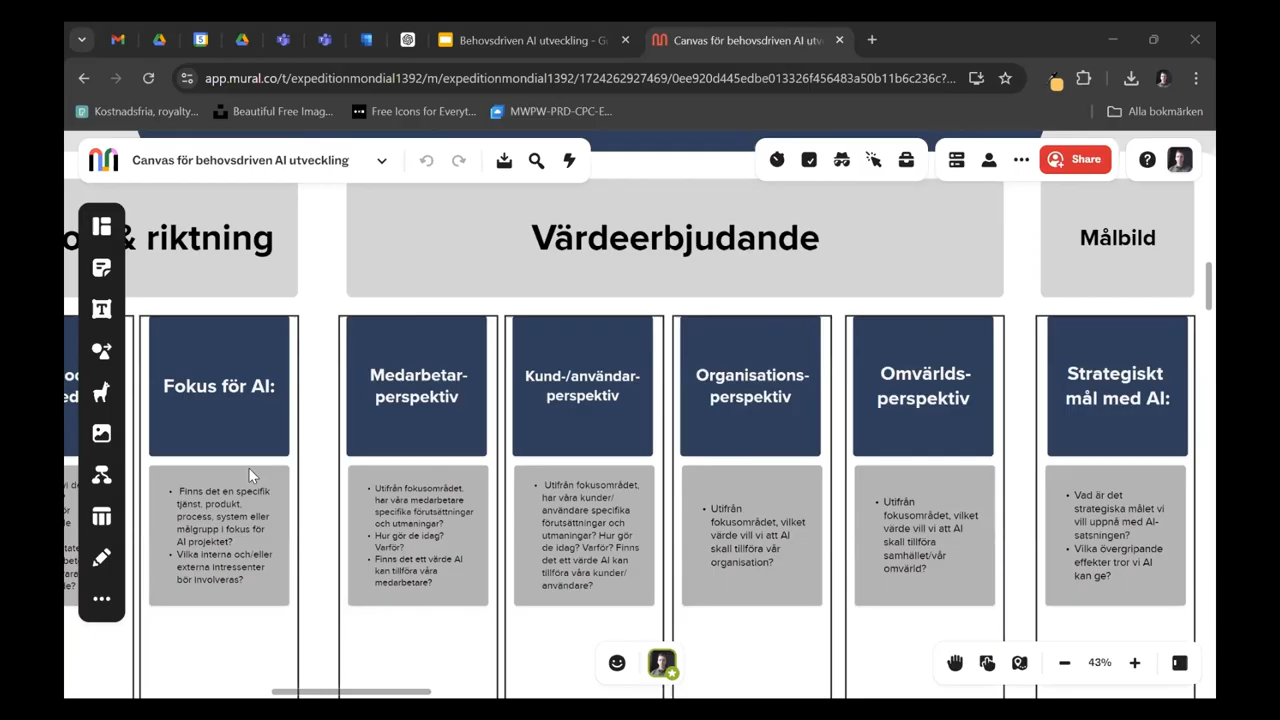 Behovsdriven AI utveckling - G
Canvas för behovsdriven AI utv
app.mural.co/t/expeditionmondial1392/m/expeditionmondial1392/1724262927469/0ee920d445edbe013326f456483a50b11b6c236c?...
Kostnadsfria, royalty...
Beautiful Free Imag...
Free Icons for Everyt...
MWPW-PRD-CPC-E...
Alla bokmärken
Canvas för behovsdriven AI utveckling
Share
& riktning
Värdeerbjudande
Målbild
Fokus för AI:
Medarbetar-
perspektiv
Kund-/användar-
perspektiv
Organisations-
perspektiv
Omvärlds-
perspektiv
Strategiskt
mål med AI:
• Finns det en specifik
tjänst, produkt,
process, system eller
målgrupp i fokus för
AI projektet?
• Vilka interna och/eller
externa intressenter
bör involveras?
• Utifrån fokusområdet,
har våra medarbetare
specifika förutsättningar
och utmaningar?
• Hur gör de idag?
Varför?
• Finns det ett värde AI
kan tillföra våra
medarbetare?
• Utifrån fokusområdet,
har våra kunder/
användare specifika
förutsättningar och
utmaningar? Hur gör
de idag? Varför? Finns
det ett värde AI kan
tillföra våra kunder/
användare?
• Utifrån
fokusområdet, vilket
värde vill vi att AI
skall tillföra vår
organisation?
• Utifrån
fokusområdet, vilket
värde vill vi att AI
skall tillföra
samhället/vår
omvärld?
• Vad är det
strategiska målet vi
vill uppnå med AI-
satsningen?
• Vilka övergripande
effekter tror vi AI
kan ge?
43%